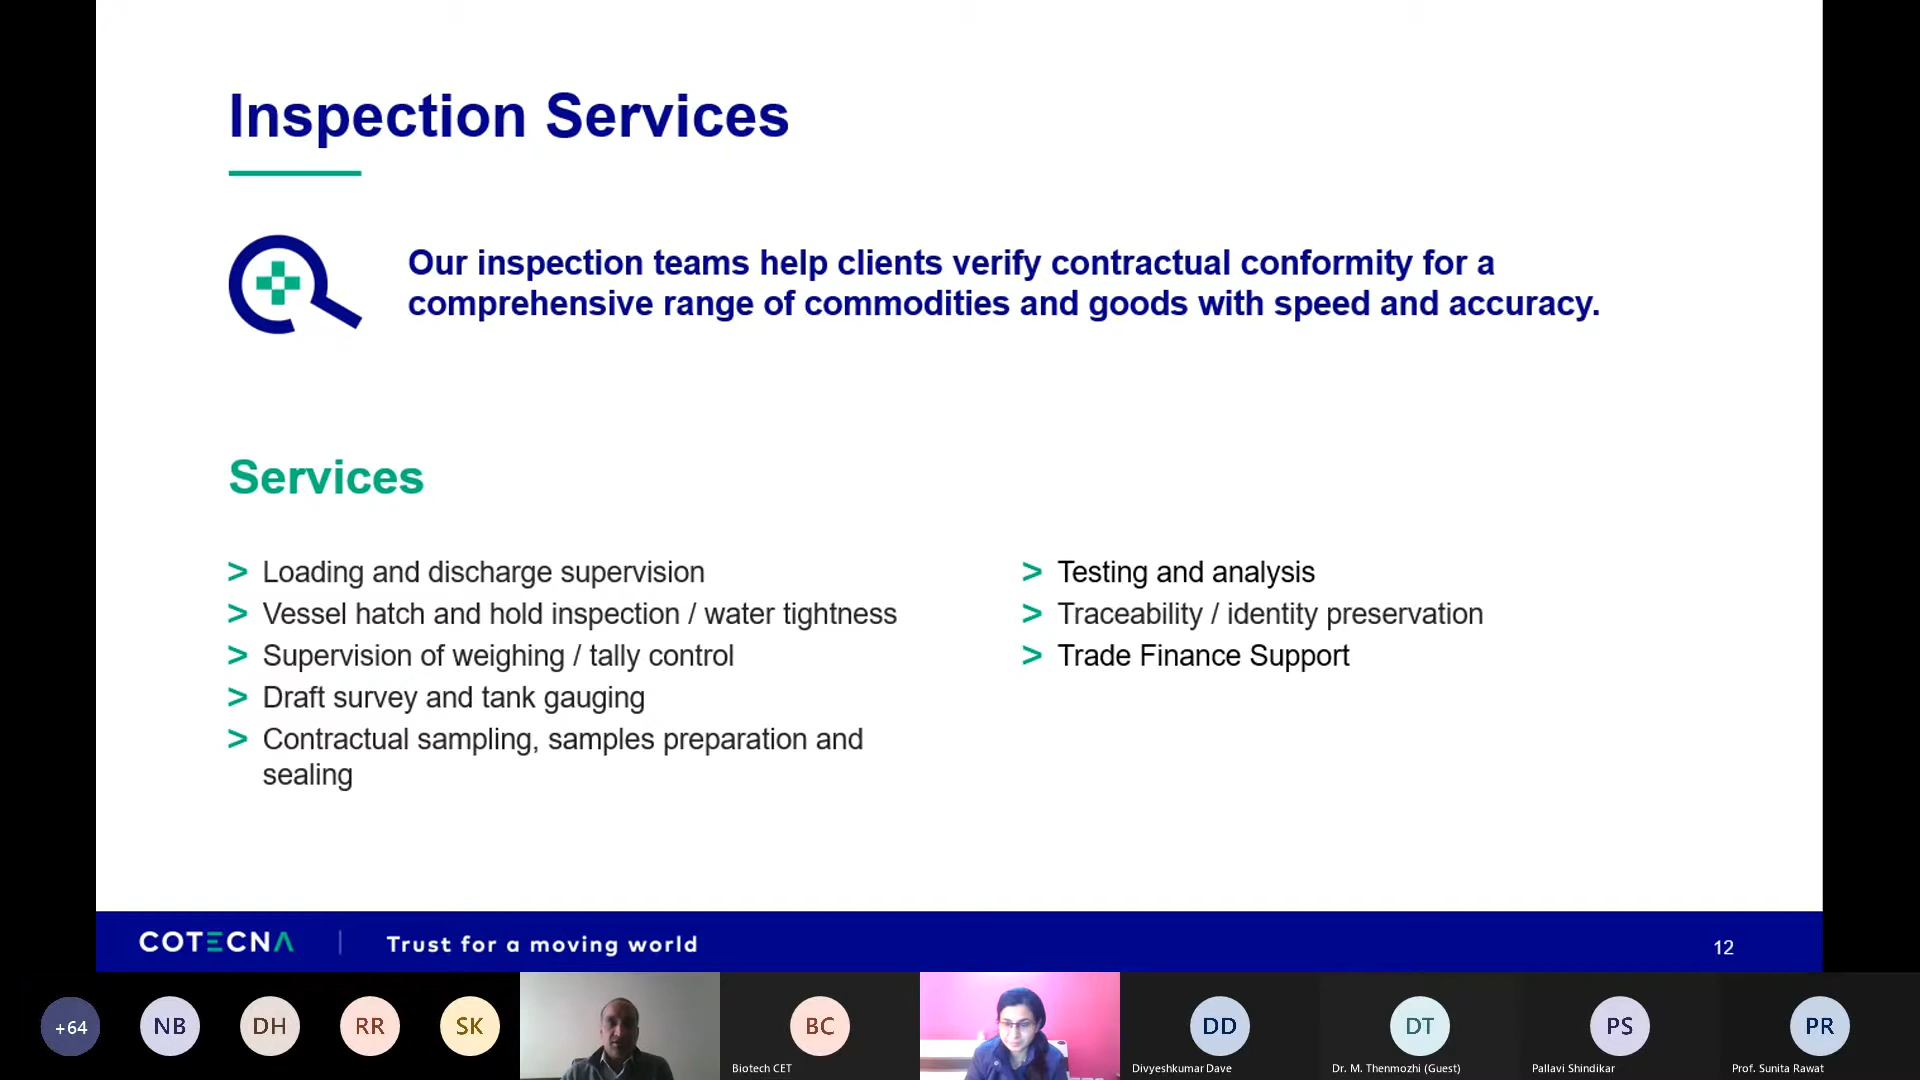 Inspection Services
Our inspection teams help clients verify contractual conformity for a
comprehensive range of commodities and goods with speed and accuracy.
Services
> Loading and discharge supervision
> Vessel hatch and hold inspection / water tightness
> Supervision of weighing / tally control
> Draft survey and tank gauging
> Contractual sampling, samples preparation and
sealing
> Testing and analysis
> Traceability / identity preservation
> Trade Finance Support
COTECNA | Trust for a moving world
12
+64
NB
DH
RR
SK
BC
Biotech CET
DD
Divyeshkumar Dave
DT
Dr. M. Thenmozhi (Guest)
PS
Pallavi Shindikar
PR
Prof. Sunita Rawat